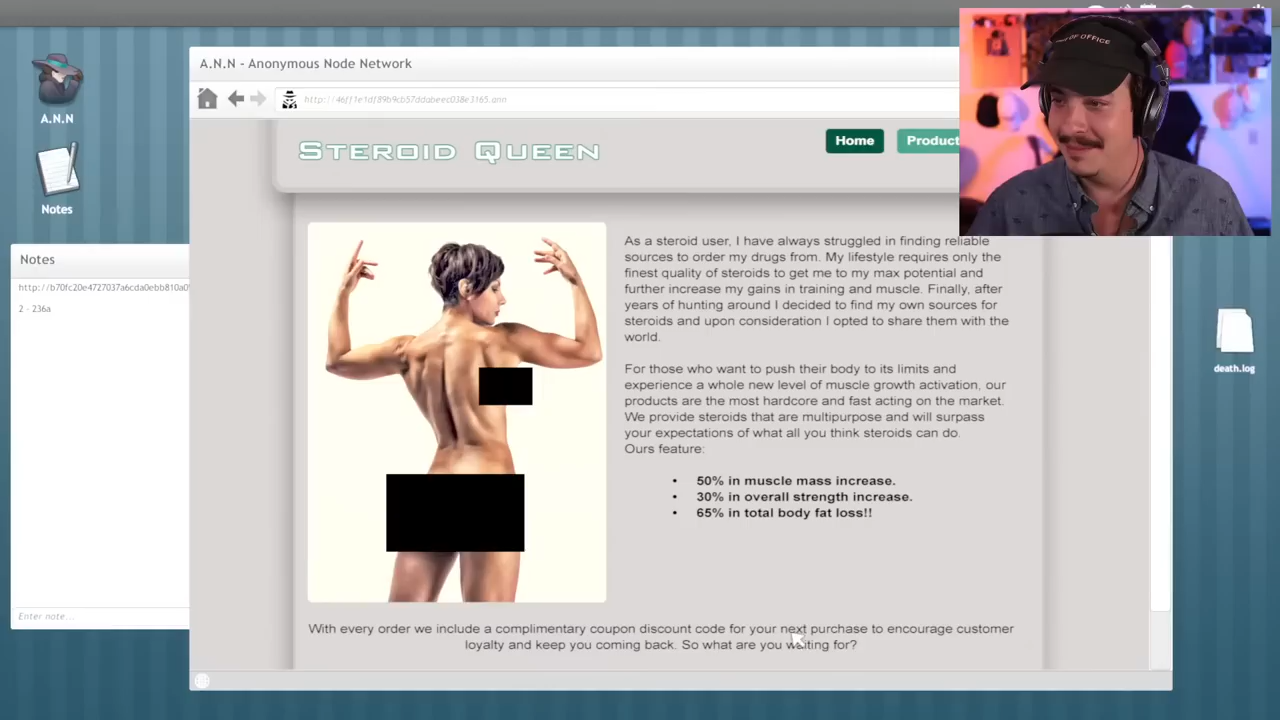 A.N.N - Anonymous Node Network
OF OFFICE
A.N.N
Notes
Steroid Queen
Home
Product
Notes
2 - 236a
Enter note...
As a steroid user, I have always struggled in finding reliable
sources to order my drugs from. My lifestyle requires only the
finest quality of steroids to get me to my max potential and
further increase my gains in training and muscle. Finally, after
years of hunting around I decided to find my own sources for
steroids and upon consideration I opted to share them with the
world.
For those who want to push their body to its limits and
experience a whole new level of muscle growth activation, our
products are the most hardcore and fast acting on the market.
We provide steroids that are multipurpose and will surpass
your expectations of what all you think steroids can do.
Ours feature:
• 50% in muscle mass increase.
• 30% in overall strength increase.
• 65% in total body fat loss!!
With every order we include a complimentary coupon discount code for your next purchase to encourage customer
loyalty and keep you coming back. So what are you waiting for?
death.log